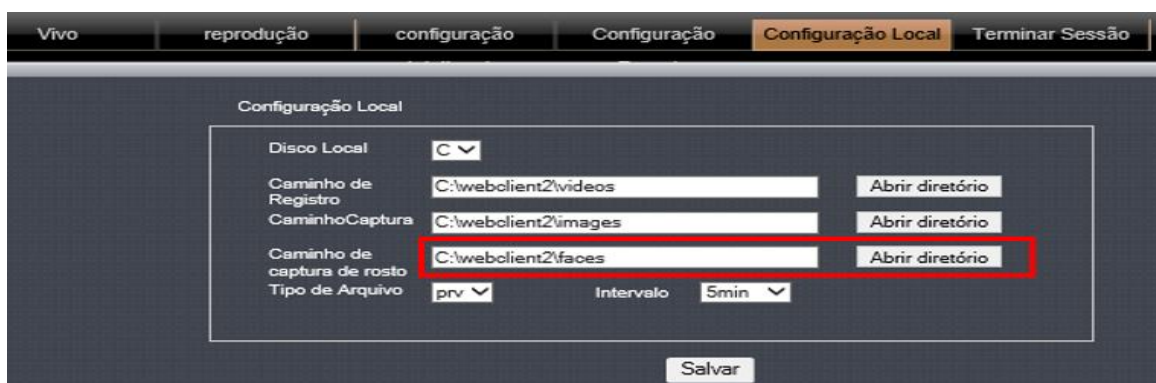 Vivo reprodução configuração Configuração Configuração Local Terminar Sessão
Configuração Local
Disco Local C
Caminho de
Registro
C:\webclient2\videos Abrir diretório
CaminhoCaptura C:\webclient2\images Abrir diretório
Caminho de
captura de rosto
C:\webclient2\faces Abrir diretório
Tipo de Arquivo prv Intervalo 5min
Salvar